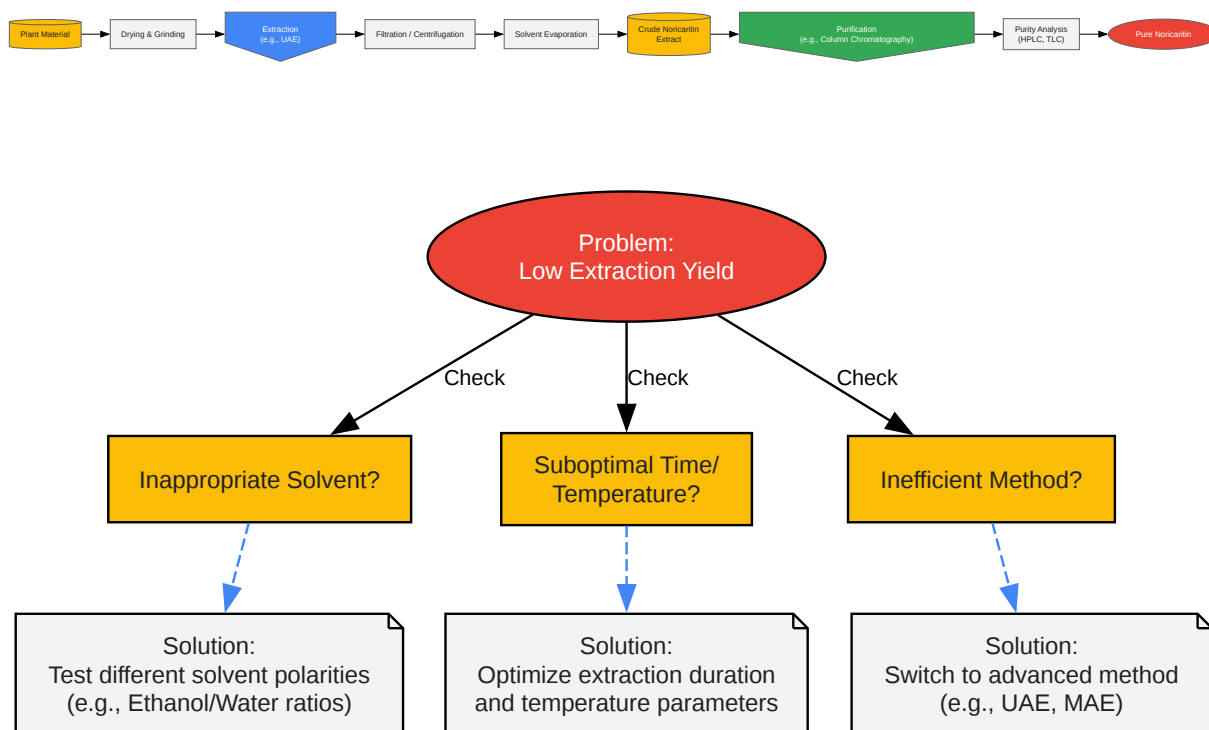 Plant Material
Drying & Grinding
Extraction
(e.g., UAE)
Filtration / Centrifugation
Solvent Evaporation
Crude Noricaritin
Extract
Purification
(e.g., Column Chromatography)
Purity Analysis
(HPLC, TLC)
Pure Noricaritin
Problem:
Low Extraction Yield
Check
Check
Check
Inappropriate Solvent?
Suboptimal Time/
Temperature?
Inefficient Method?
Solution:
Test different solvent polarities
(e.g., Ethanol/Water ratios)
Solution:
Optimize extraction duration
and temperature parameters
Solution:
Switch to advanced method
(e.g., UAE, MAE)